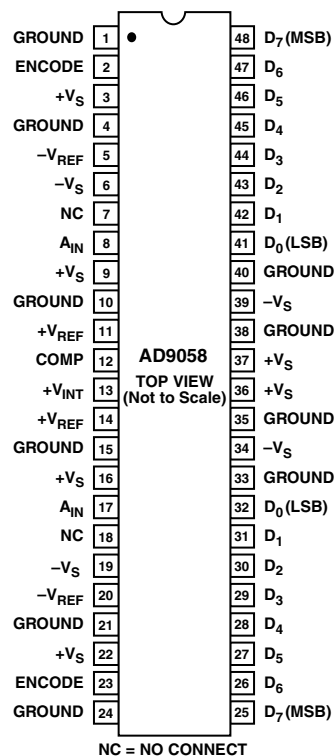 GROUND 1 48 D7 (MSB)
ENCODE 2 47 D6
+VS 3 46 D5
GROUND 4 45 D4
–VREF 5 44 D3
–VS 6 43 D2
NC 7 42 D1
AIN 8 41 D0 (LSB)
+VS 9 40 GROUND
GROUND 10 39 –VS
+VREF 11 38 GROUND
COMP 12 AD9058 37 +VS
TOP VIEW
+VINT 13 (Not to Scale) 36 +VS
+VREF 14 35 GROUND
GROUND 15 34 –VS
+VS 16 33 GROUND
AIN 17 32 D0 (LSB)
NC 18 31 D1
–VS 19 30 D2
–VREF 20 29 D3
GROUND 21 28 D4
+VS 22 27 D5
ENCODE 23 26 D6
GROUND 24 25 D7 (MSB)
NC = NO CONNECT